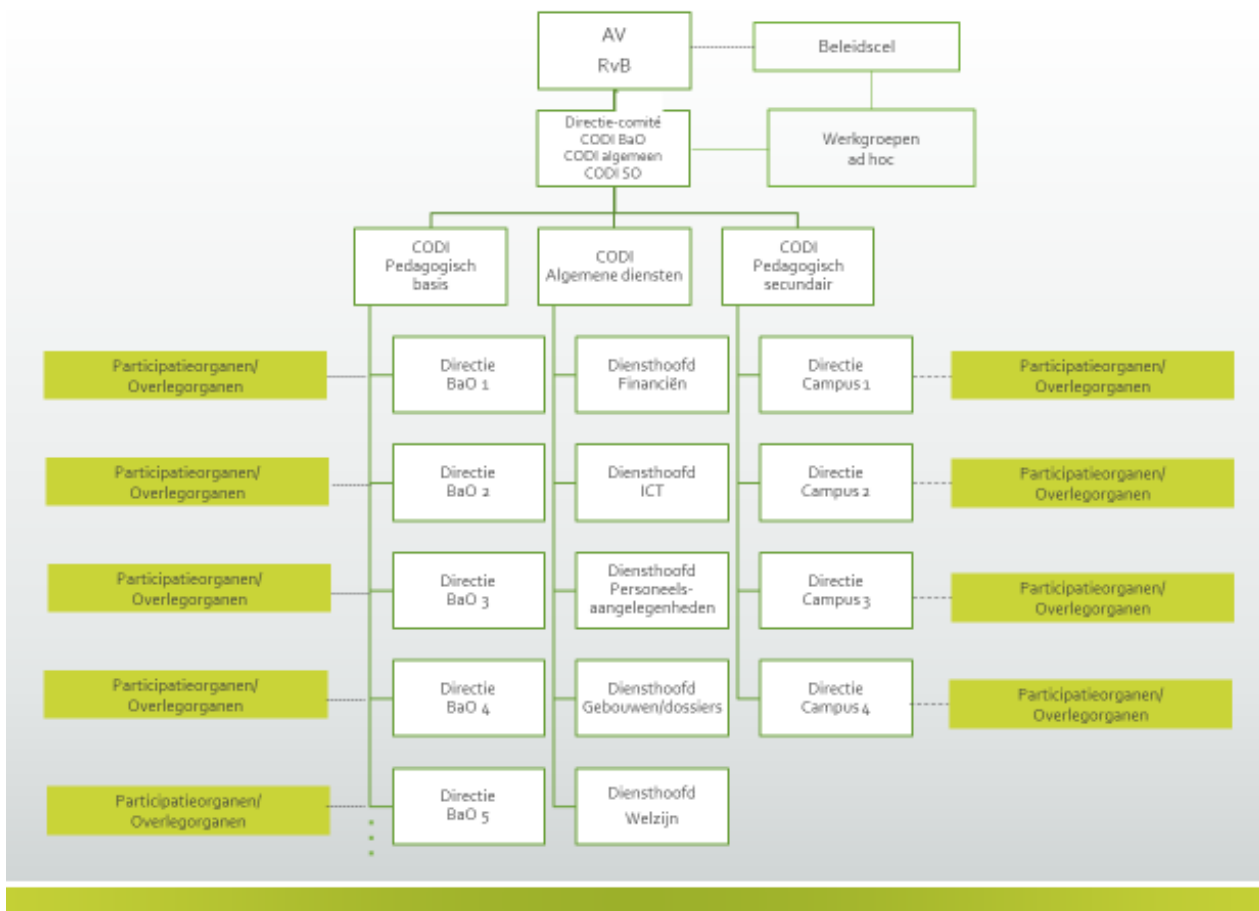 AV
RvB
Beleidscel
Directie-comité
CODI BaO
CODI algemeen
CODI SO
Werkgroepen
ad hoc
CODI
Pedagogisch
basis
CODI
Algemene diensten
CODI
Pedagogisch
secundair
Participatieorganen/
Overlegorganen
Directie
BaO 1
Diensthoofd
Financiën
Directie
Campus 1
Participatieorganen/
Overlegorganen
Participatieorganen/
Overlegorganen
Directie
BaO 2
Diensthoofd
ICT
Directie
Campus 2
Participatieorganen/
Overlegorganen
Participatieorganen/
Overlegorganen
Directie
BaO 3
Diensthoofd
Personeels-
aangelegenheden
Directie
Campus 3
Participatieorganen/
Overlegorganen
Participatieorganen/
Overlegorganen
Directie
BaO 4
Diensthoofd
Gebouwen/dossiers
Directie
Campus 4
Participatieorganen/
Overlegorganen
Participatieorganen/
Overlegorganen
Directie
BaO 5
Diensthoofd
Welzijn